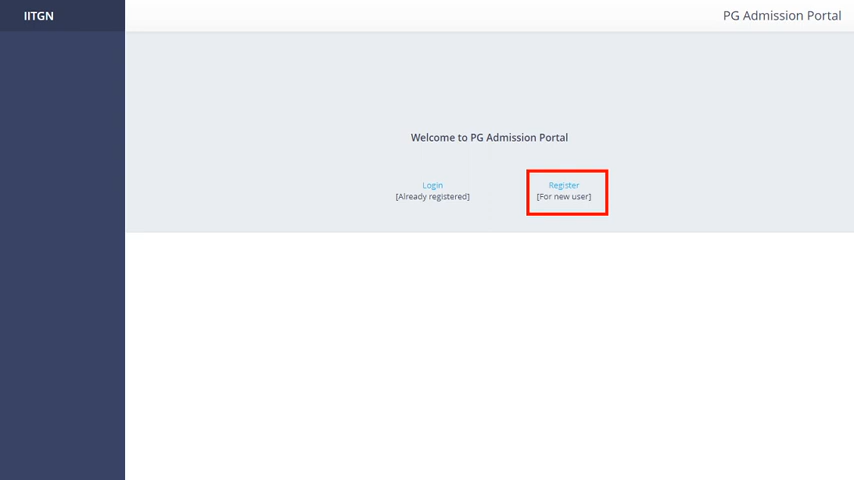 IITGN
PG Admission Portal
Welcome to PG Admission Portal
Login
[Already registered]
Register
[For new user]